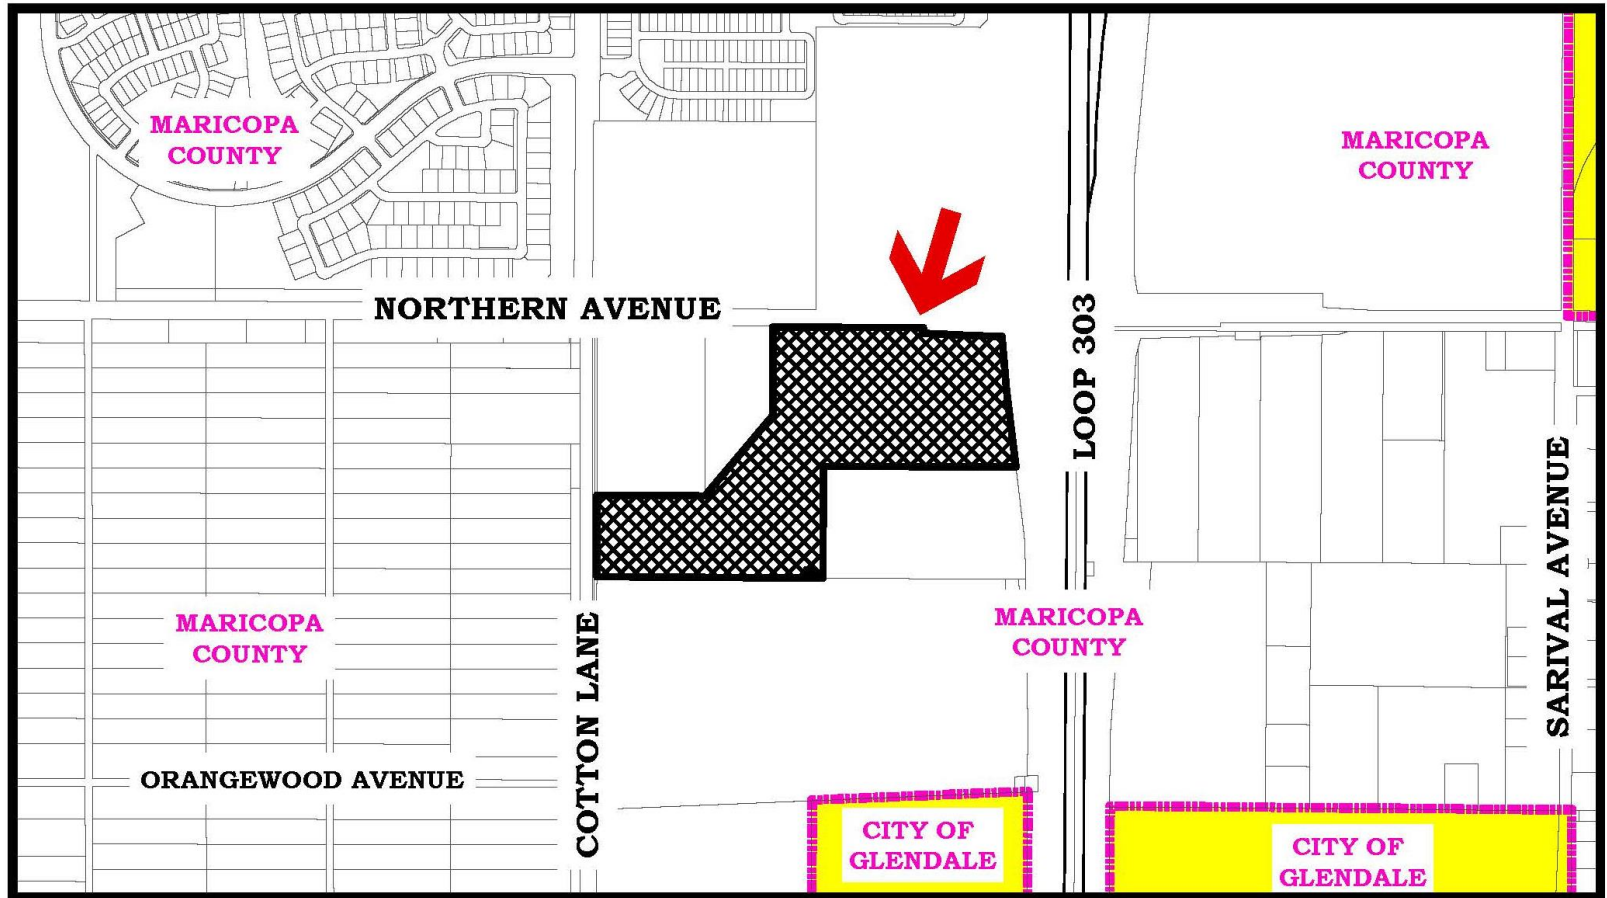 MARICOPA
COUNTY
MARICOPA
COUNTY
NORTHERN AVENUE
LOOP 303
SARIVAL AVENUE
MARICOPA
COUNTY
COTTON LANE
MARICOPA
COUNTY
ORANGEWOOD AVENUE
CITY OF
GLENDALE
CITY OF
GLENDALE